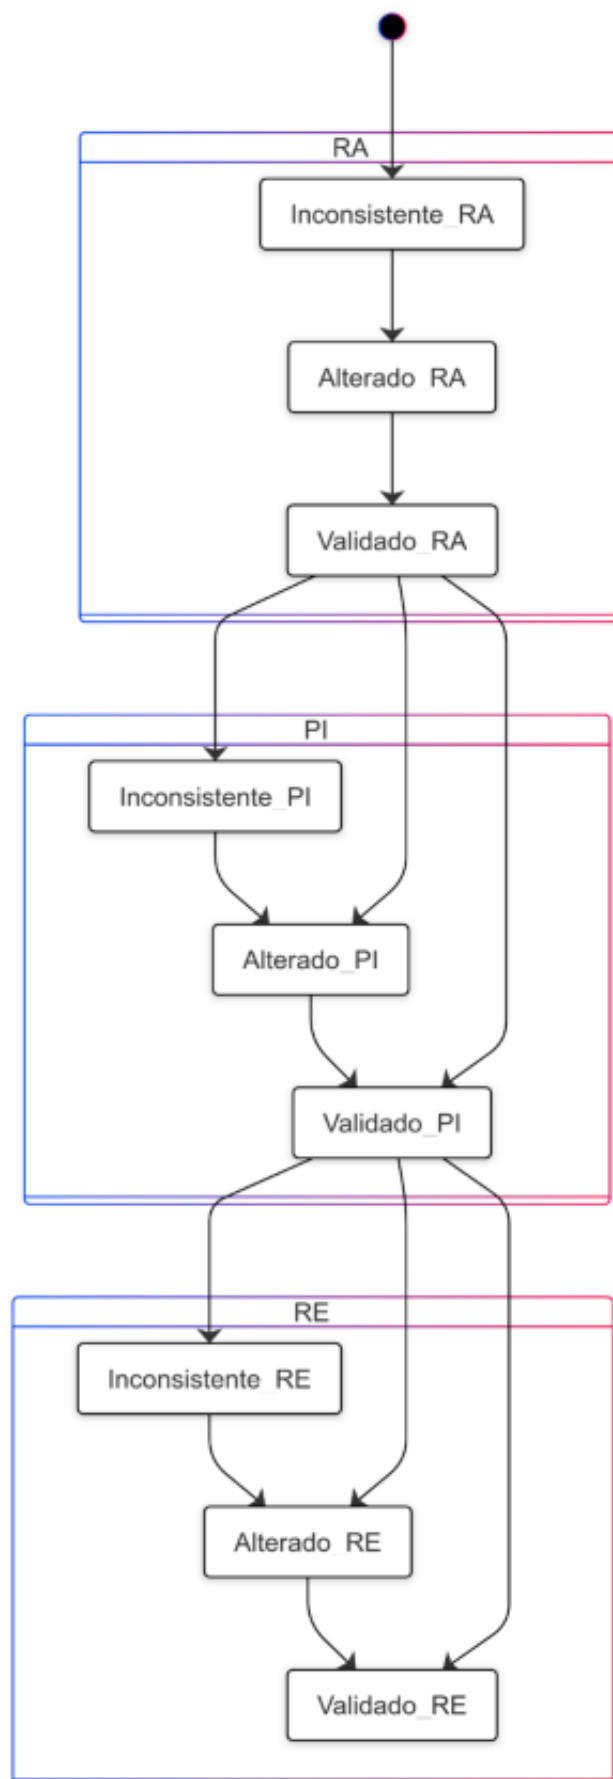 RA
Inconsistente_RA
Alterado_RA
Validado_RA
PI
Inconsistente_PI
Alterado_PI
Validado_PI
RE
Inconsistente_RE
Alterado_RE
Validado_RE